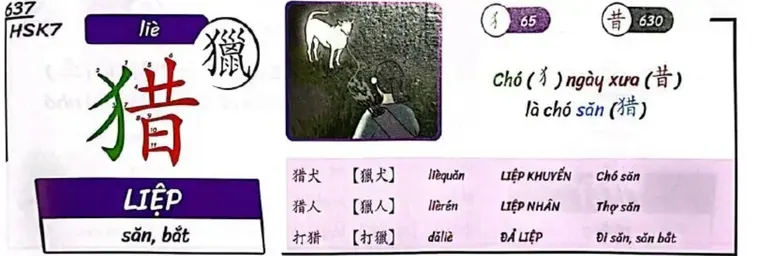 637
HSK7
liè
獵
猎
LIỆP
săn, bắt
犭 65
昔 630
Chó (犭) ngày xưa (昔)
là chó săn (猎)
猎犬 【獵犬】 lièquǎn LIỆP KHUYỂN Chó săn
猎人 【獵人】 lièrén LIỆP NHÂN Thợ săn
打猎 【打獵】 dǎliè ĐẢ LIỆP Đi săn, săn bắt